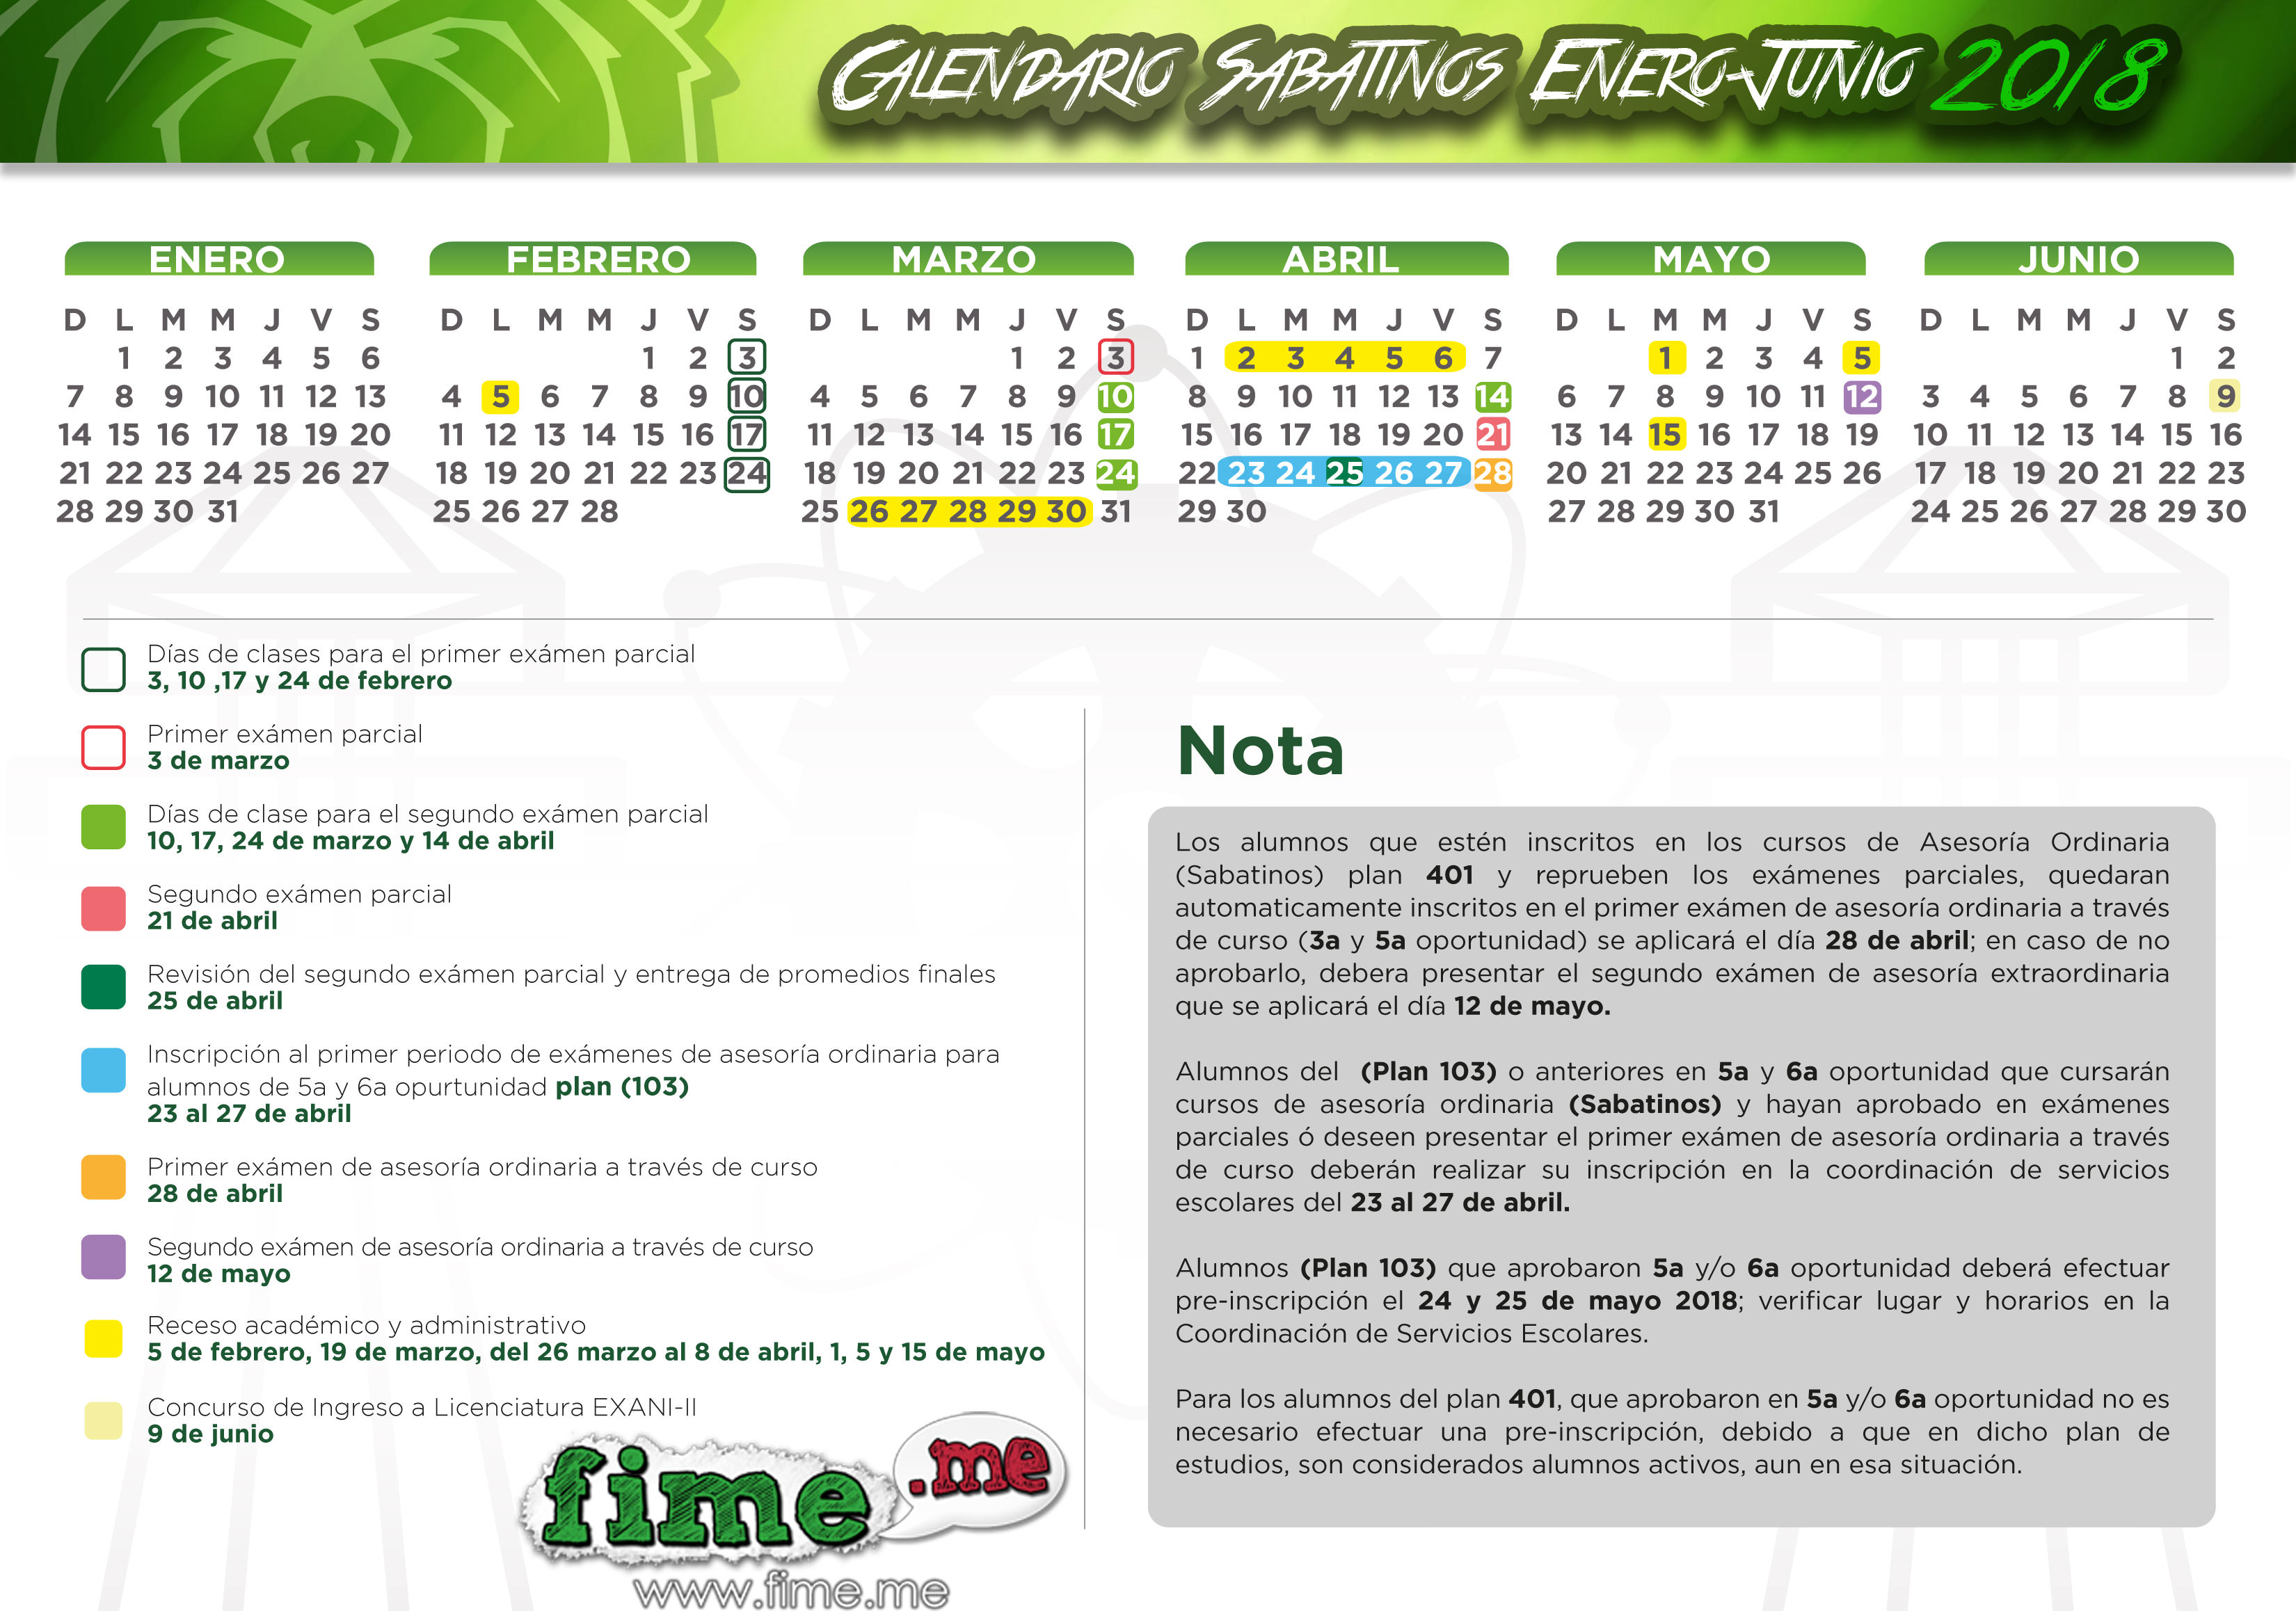 CALENDARIO SABATINOS ENERO-JUNIO 2018
ENERO
D L M M J V S
1 2 3 4 5 6
7 8 9 10 11 12 13
14 15 16 17 18 19 20
21 22 23 24 25 26 27
28 29 30 31
FEBRERO
D L M M J V S
1 2 3
4 5 6 7 8 9 10
11 12 13 14 15 16 17
18 19 20 21 22 23 24
25 26 27 28
MARZO
D L M M J V S
1 2 3
4 5 6 7 8 9 10
11 12 13 14 15 16 17
18 19 20 21 22 23 24
25 26 27 28 29 30 31
ABRIL
D L M M J V S
1 2 3 4 5 6 7
8 9 10 11 12 13 14
15 16 17 18 19 20 21
22 23 24 25 26 27 28
29 30
MAYO
D L M M J V S
1 2 3 4 5
6 7 8 9 10 11 12
13 14 15 16 17 18 19
20 21 22 23 24 25 26
27 28 29 30 31
JUNIO
D L M M J V S
1 2
3 4 5 6 7 8 9
10 11 12 13 14 15 16
17 18 19 20 21 22 23
24 25 26 27 28 29 30
Días de clases para el primer exámen parcial
3, 10 ,17 y 24 de febrero
Primer exámen parcial
3 de marzo
Días de clase para el segundo exámen parcial
10, 17, 24 de marzo y 14 de abril
Segundo exámen parcial
21 de abril
Revisión del segundo exámen parcial y entrega de promedios finales
25 de abril
Inscripción al primer periodo de exámenes de asesoría ordinaria para
alumnos de 5a y 6a opurtunidad plan (103)
23 al 27 de abril
Primer exámen de asesoría ordinaria a través de curso
28 de abril
Segundo exámen de asesoría ordinaria a través de curso
12 de mayo
Receso académico y administrativo
5 de febrero, 19 de marzo, del 26 marzo al 8 de abril, 1, 5 y 15 de mayo
Concurso de Ingreso a Licenciatura EXANI-II
9 de junio
fime.me
www.fime.me
Nota
Los alumnos que estén inscritos en los cursos de Asesoría Ordinaria
(Sabatinos) plan 401 y reprueben los exámenes parciales, quedaran
automaticamente inscritos en el primer exámen de asesoría ordinaria a través
de curso (3a y 5a oportunidad) se aplicará el día 28 de abril; en caso de no
aprobarlo, debera presentar el segundo exámen de asesoría extraordinaria
que se aplicará el día 12 de mayo.
Alumnos del (Plan 103) o anteriores en 5a y 6a oportunidad que cursarán
cursos de asesoría ordinaria (Sabatinos) y hayan aprobado en exámenes
parciales ó deseen presentar el primer exámen de asesoría ordinaria a través
de curso deberán realizar su inscripción en la coordinación de servicios
escolares del 23 al 27 de abril.
Alumnos (Plan 103) que aprobaron 5a y/o 6a oportunidad deberá efectuar
pre-inscripción el 24 y 25 de mayo 2018; verificar lugar y horarios en la
Coordinación de Servicios Escolares.
Para los alumnos del plan 401, que aprobaron en 5a y/o 6a oportunidad no es
necesario efectuar una pre-inscripción, debido a que en dicho plan de
estudios, son considerados alumnos activos, aun en esa situación.